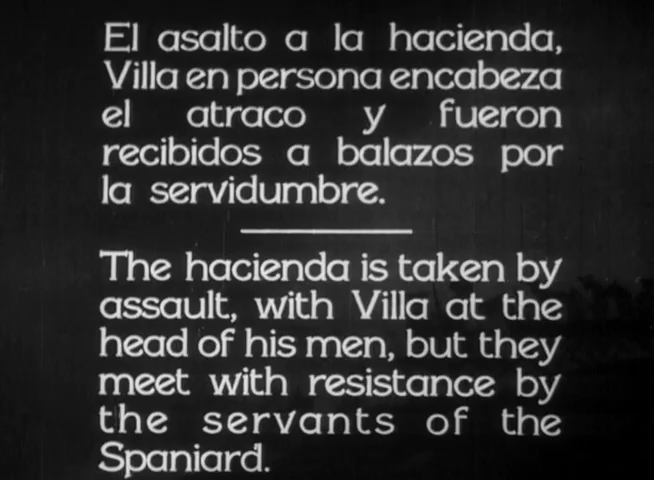 El asalto a la hacienda,
Villa en persona encabeza
el atraco y fueron
recibidos a balazos por
la servidumbre.
The hacienda is taken by
assault, with Villa at the
head of his men, but they
meet with resistance by
the servants of the
Spaniard.